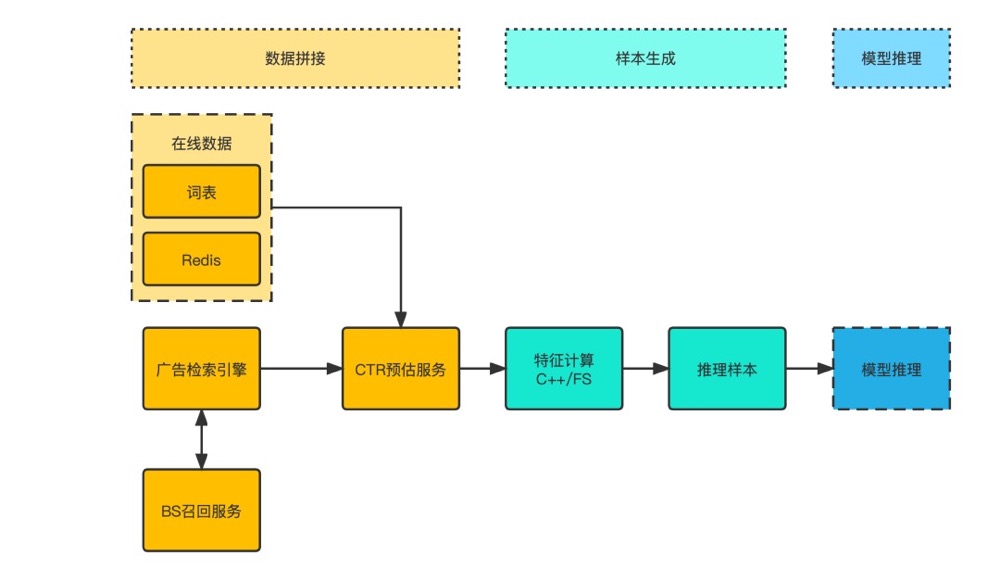 数据拼接
样本生成
模型推理
在线数据
词表
Redis
广告检索引擎
CTR预估服务
特征计算
C++/FS
推理样本
模型推理
BS召回服务